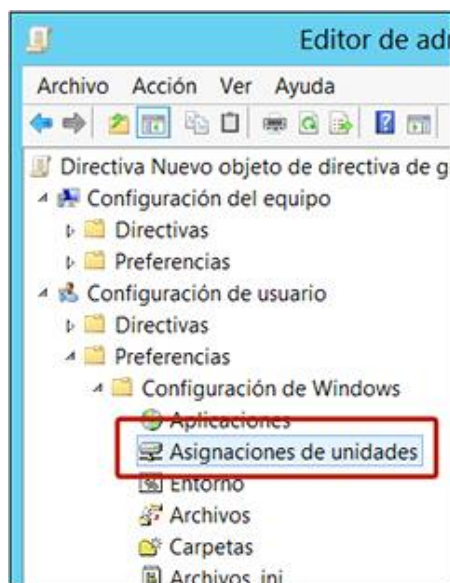 Editor de adr
Archivo Acción Ver Ayuda
Directiva Nuevo objeto de directiva de g
Configuración del equipo
Directivas
Preferencias
Configuración de usuario
Directivas
Preferencias
Configuración de Windows
Aplicaciones
Asignaciones de unidades
Entorno
Archivos
Carpetas
Archivos .ini